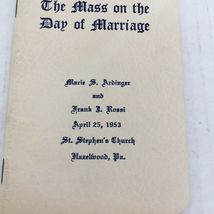 The Mass on the
Day of Marriage
Marie S. Ardinger
and
Frank J. Rossi
April 25, 1953
St. Stephen's Church
Hazelwood, Pa.